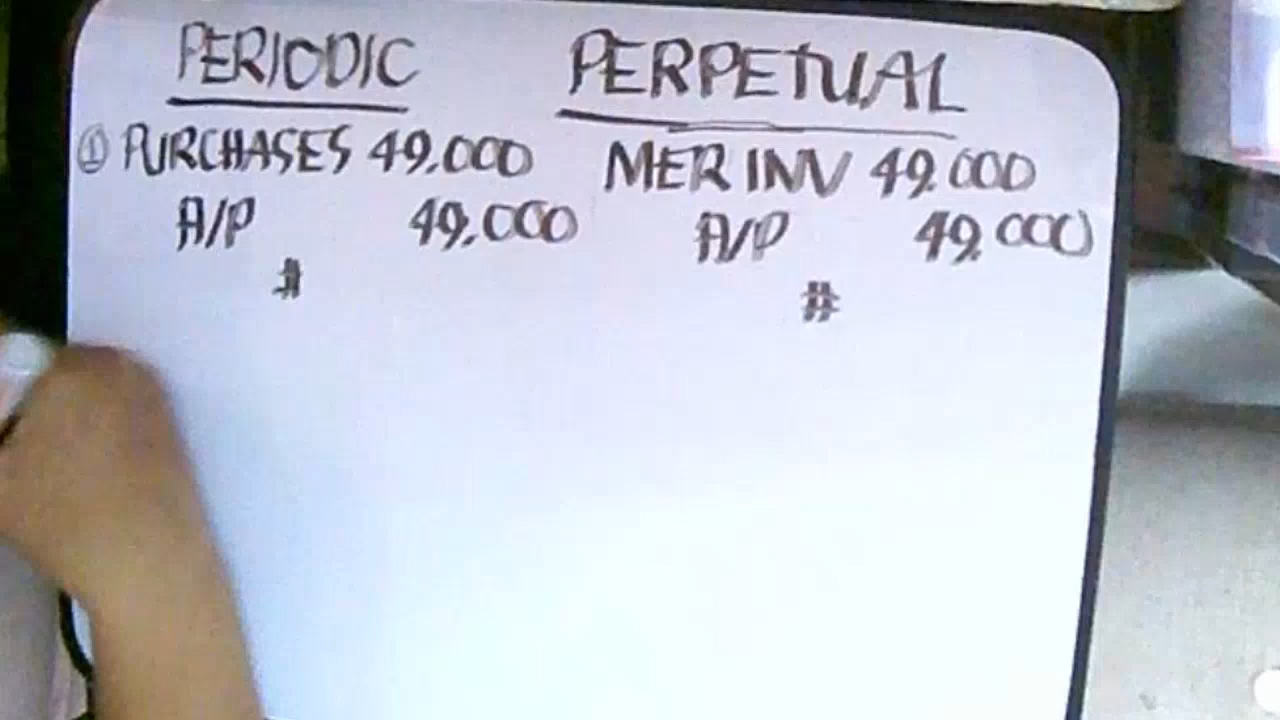 PERIODIC
① PURCHASES 49,000
A/P 49,000
#
PERPETUAL
MER INV 49,000
A/P 49,000
#